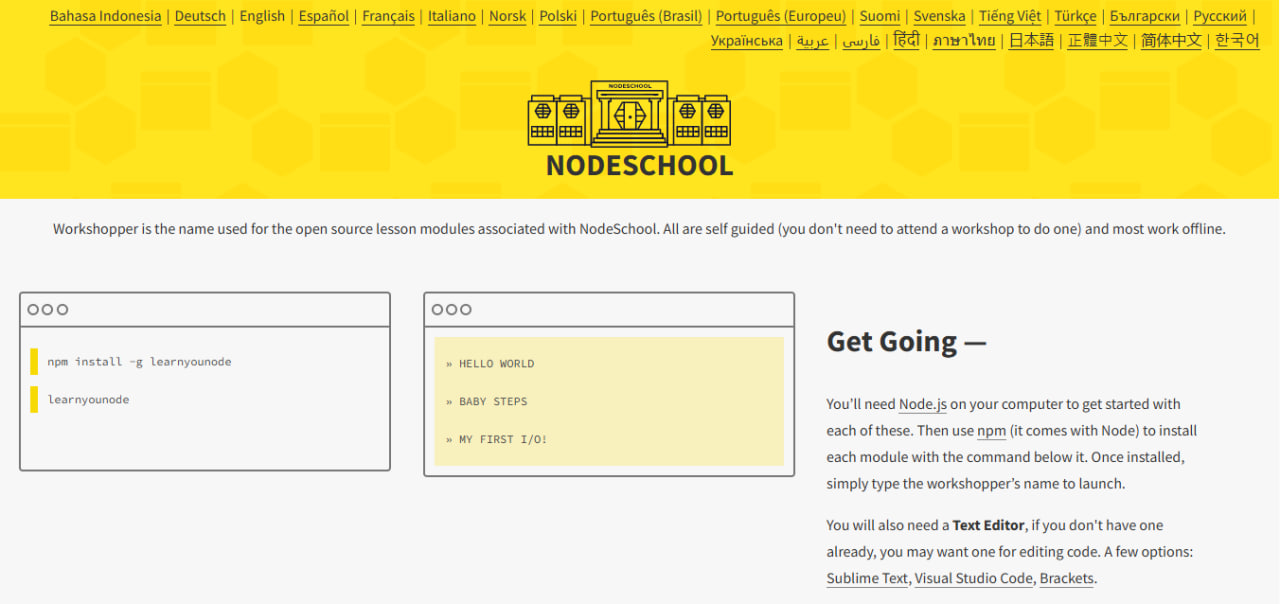 Bahasa Indonesia | Deutsch | English | Español | Français | Italiano | Norsk | Polski | Português (Brasil) | Português (Europeu) | Suomi | Svenska | Tiếng Việt | Türkçe | Български | Русский |
Українська | عربية | فارسی | हिंदी | ภาษาไทย | 日本語 | 正體中文 | 简体中文 | 한국어
NODESCHOOL
NODESCHOOL
Workshopper is the name used for the open source lesson modules associated with NodeSchool. All are self guided (you don't need to attend a workshop to do one) and most work offline.
npm install -g learnyounode
learnyounode
» HELLO WORLD
» BABY STEPS
» MY FIRST I/O!
Get Going —
You’ll need Node.js on your computer to get started with
each of these. Then use npm (it comes with Node) to install
each module with the command below it. Once installed,
simply type the workshopper’s name to launch.
You will also need a Text Editor, if you don't have one
already, you may want one for editing code. A few options:
Sublime Text, Visual Studio Code, Brackets.